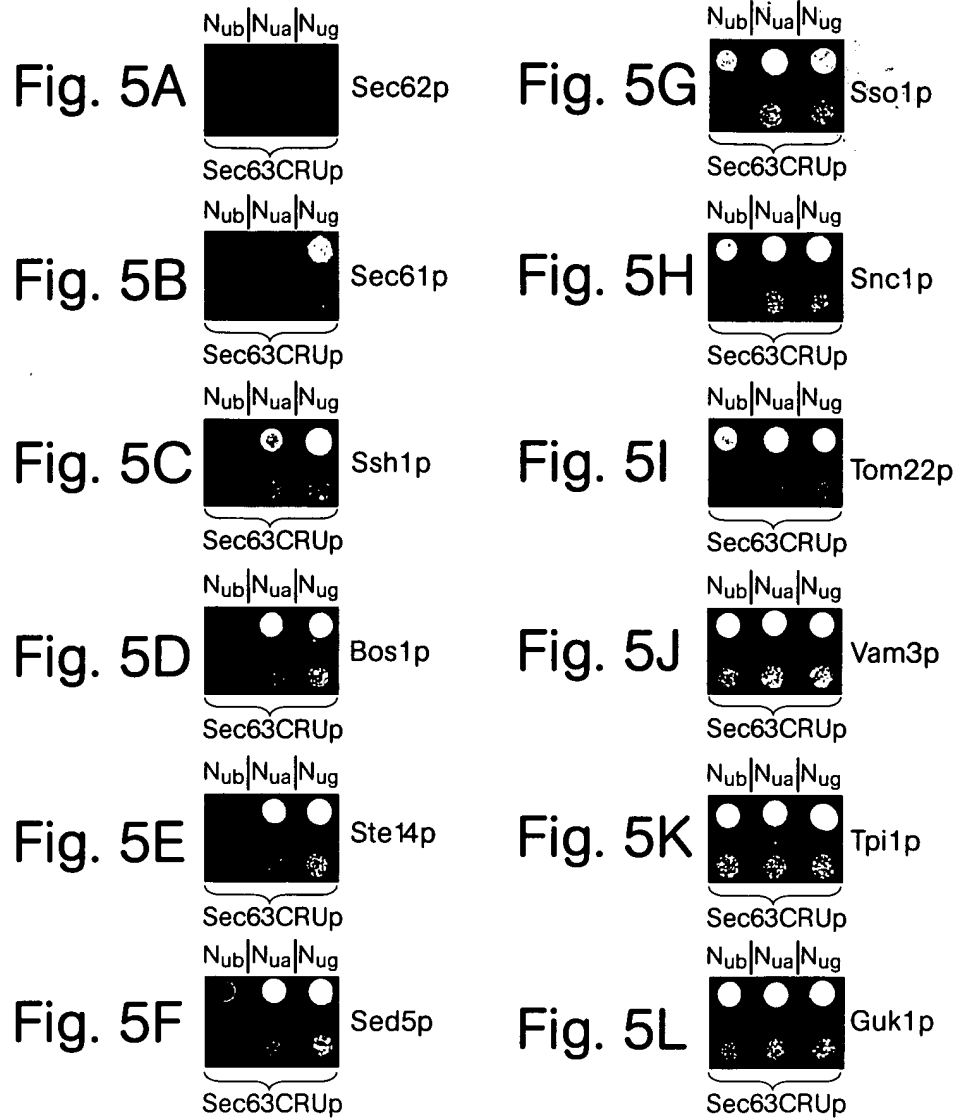 Nub|Nua|Nug
Fig. 5A
Sec62p
Sec63CRUp
Nub|Nua|Nug
Fig. 5B
Sec61p
Sec63CRUp
Nub|Nua|Nug
Fig. 5C
Ssh1p
Sec63CRUp
Nub|Nua|Nug
Fig. 5D
Bos1p
Sec63CRUp
Nub|Nua|Nug
Fig. 5E
Ste14p
Sec63CRUp
Nub|Nua|Nug
Fig. 5F
Sed5p
Sec63CRUp
Nub|Nua|Nug
Fig. 5G
Sso1p
Sec63CRUp
Nub|Nua|Nug
Fig. 5H
Snc1p
Sec63CRUp
Nub|Nua|Nug
Fig. 5I
Tom22p
Sec63CRUp
Nub|Nua|Nug
Fig. 5J
Vam3p
Sec63CRUp
Nub|Nua|Nug
Fig. 5K
Tpi1p
Sec63CRUp
Nub|Nua|Nug
Fig. 5L
Guk1p
Sec63CRUp